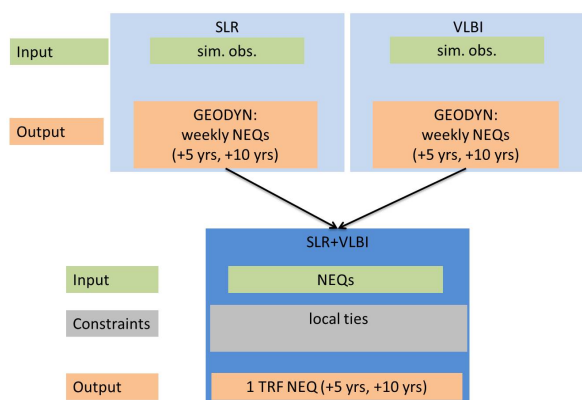 SLR
VLBI
Input
sim. obs.
sim. obs.
Output
GEODYN:
weekly NEQs
(+5 yrs, +10 yrs)
GEODYN:
weekly NEQs
(+5 yrs, +10 yrs)
SLR+VLBI
Input
NEQs
Constraints
local ties
Output
1 TRF NEQ (+5 yrs, +10 yrs)